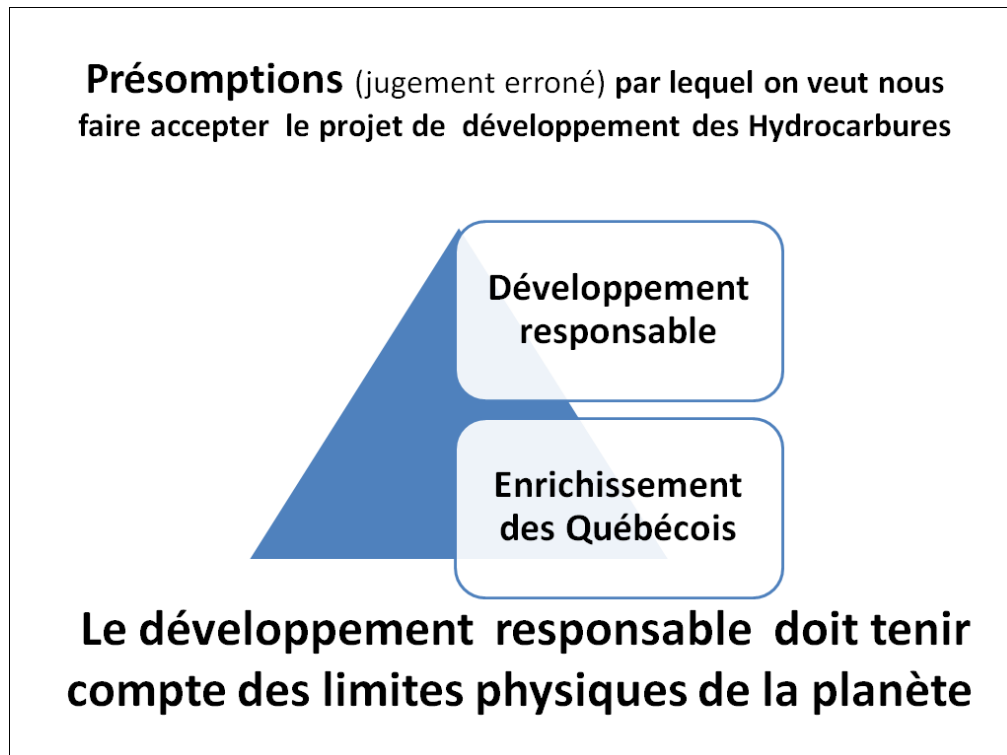 Présomptions (jugement erroné) par lequel on veut nous
faire accepter le projet de développement des Hydrocarbures
Développement
responsable
Enrichissement
des Québécois
Le développement responsable doit tenir
compte des limites physiques de la planète